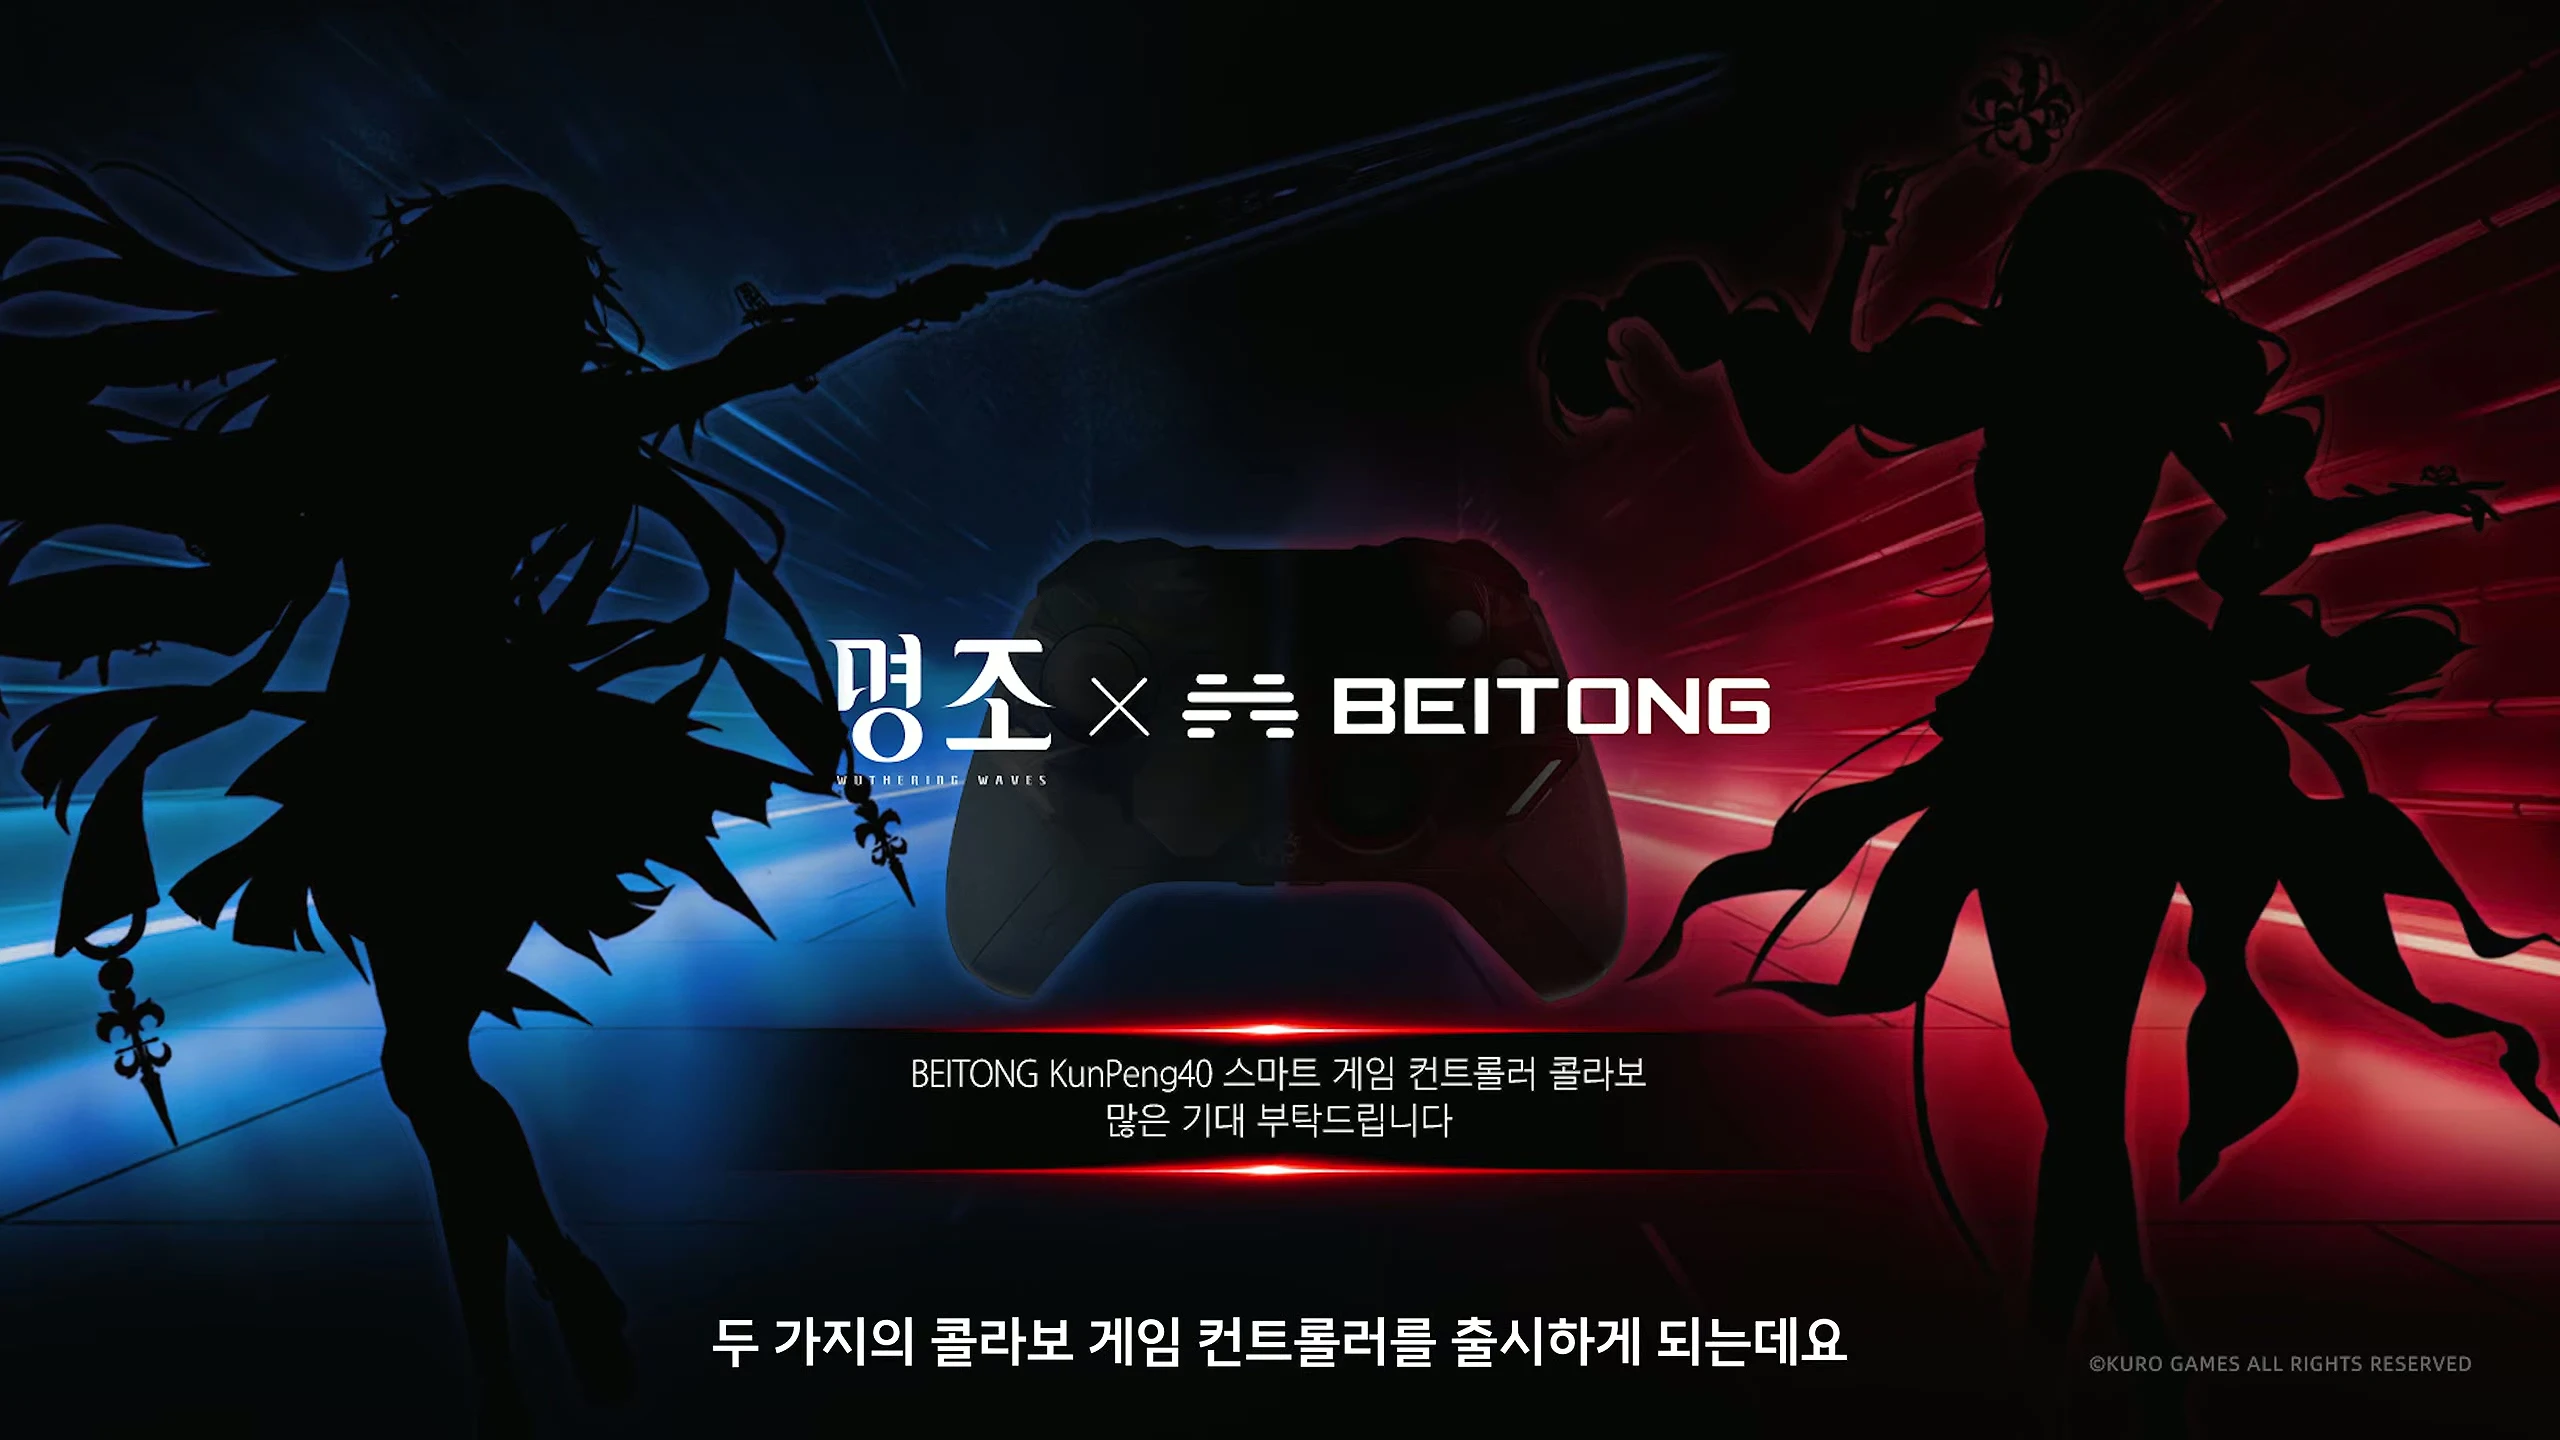 명조 × BEITONG
WUTHERING WAVES
BEITONG KunPeng40 스마트 게임 컨트롤러 콜라보
많은 기대 부탁드립니다
두 가지의 콜라보 게임 컨트롤러를 출시하게 되는데요
©KURO GAMES ALL RIGHTS RESERVED